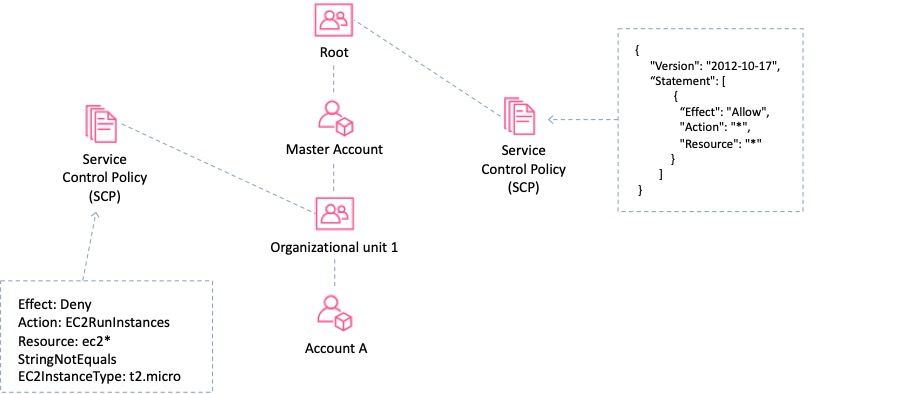 Root
{
"Version": "2012-10-17",
“Statement": [
{
“Effect": "Allow",
"Action": "*",
"Resource": "*"
}
]
}
Master Account
Service
Control Policy
(SCP)
Service
Control Policy
(SCP)
Organizational unit 1
Effect: Deny
Action: EC2RunInstances
Resource: ec2*
StringNotEquals
EC2InstanceType: t2.micro
Account A